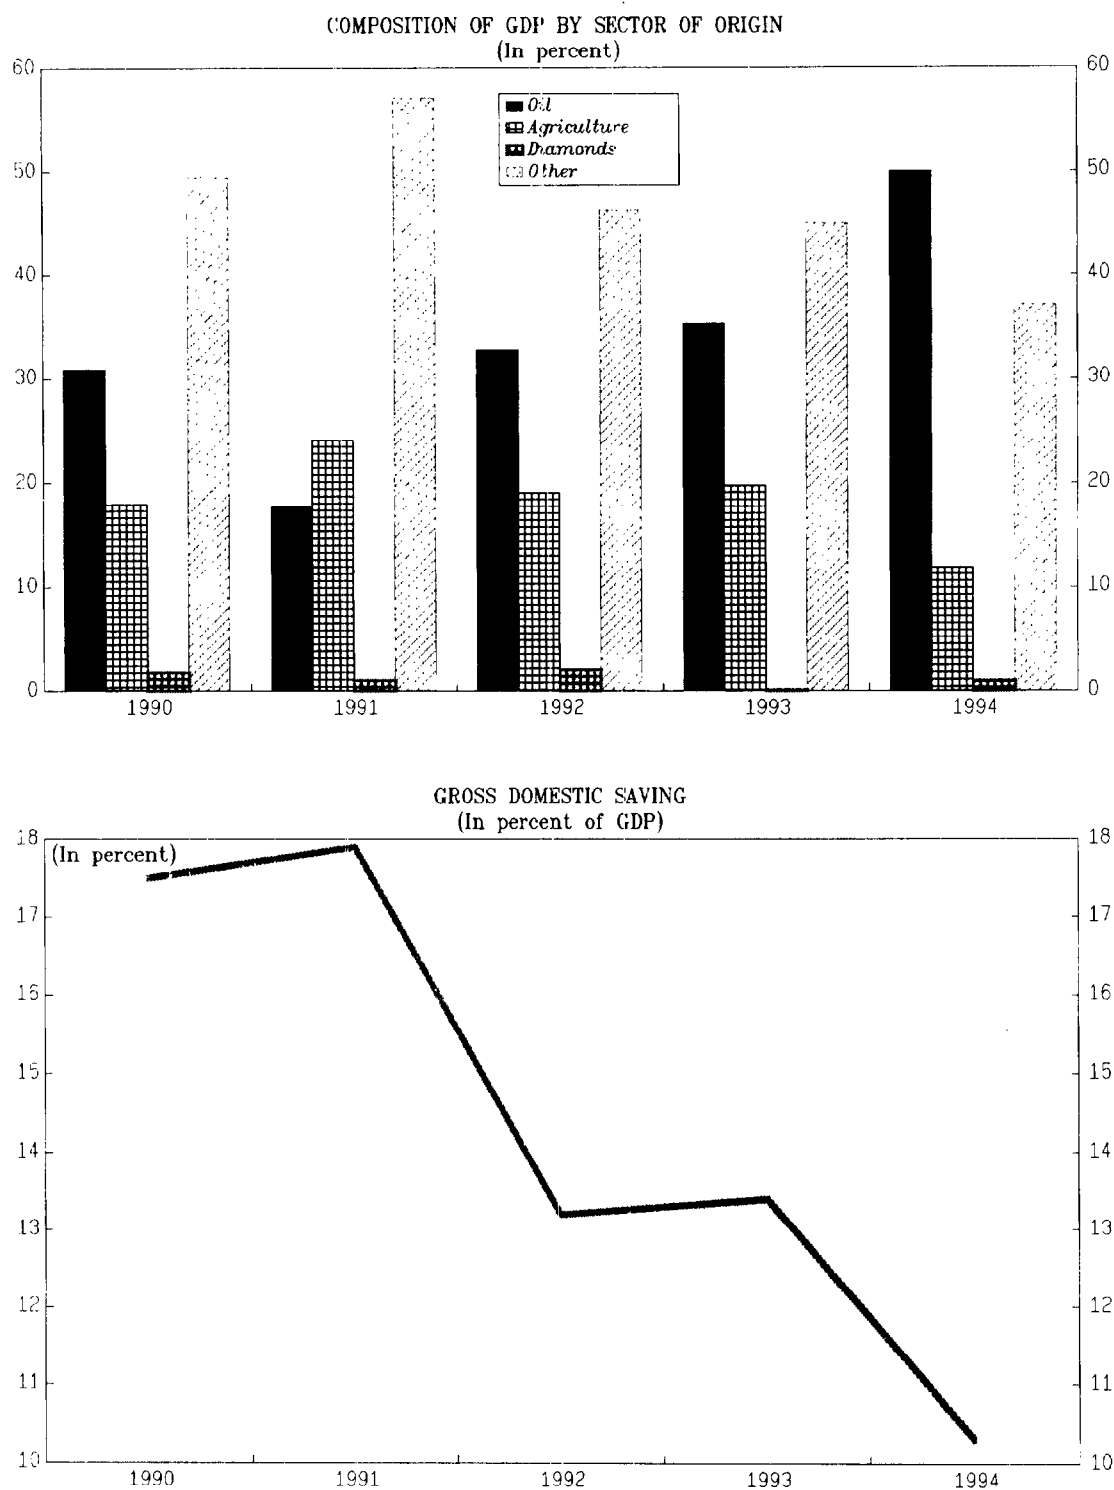 COMPOSITION OF GDP BY SECTOR OF ORIGIN
(In percent)
60 60
Oil
Agriculture
Diamonds
Other
50 50
40 40
30 30
20 20
10 10
0 0
1990 1991 1992 1993 1994
GROSS DOMESTIC SAVING
(In percent of GDP)
18 18
(In percent)
17 17
16 16
15 15
14 14
13 13
12 12
11 11
10 10
1990 1991 1992 1993 1994